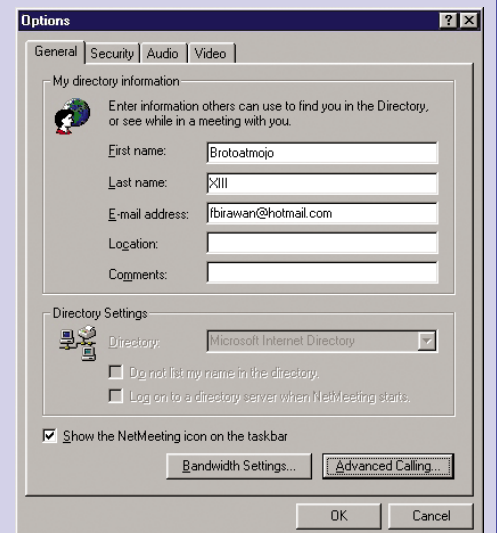 Options
General Security Audio Video
My directory information
Enter information others can use to find you in the Directory,
or see while in a meeting with you.
First name: Brotoatmojo
Last name: XIII
E-mail address: fbirawan@hotmail.com
Location:
Comments:
Directory Settings
Directory: Microsoft Internet Directory
Do not list my name in the directory.
Log on to a directory server when NetMeeting starts.
Show the NetMeeting icon on the taskbar
Bandwidth Settings... Advanced Calling...
OK Cancel